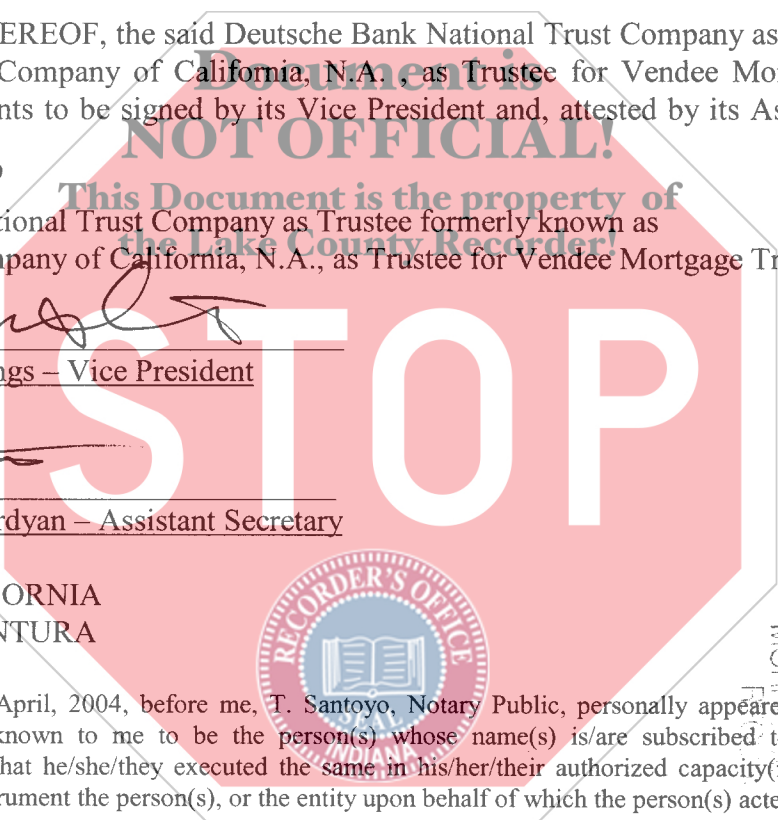 EREOF, the said Deutsche Bank National Trust Company as
Document is
Company of California, N.A. , as Trustee for Vendee Mor
nts to be signed by its Vice President and, attested by its As
NOT OFFICIAL!
This Document is the property of
tional Trust Company as Trustee formerly known as
the Lake County Recorder!
mpany of California, N.A., as Trustee for Vendee Mortgage Tr
ngs – Vice President
STOP
rdyan – Assistant Secretary
ORNIA
NTURA
RECORDER'S OFFICE
April, 2004, before me, T. Santoyo, Notary Public, personally appeare
SEAL
known to me to be the person(s) whose name(s) is/are subscribed t
INDIANA
hat he/she/they executed the same in his/her/their authorized capacity(i
rument the person(s), or the entity upon behalf of which the person(s) acte